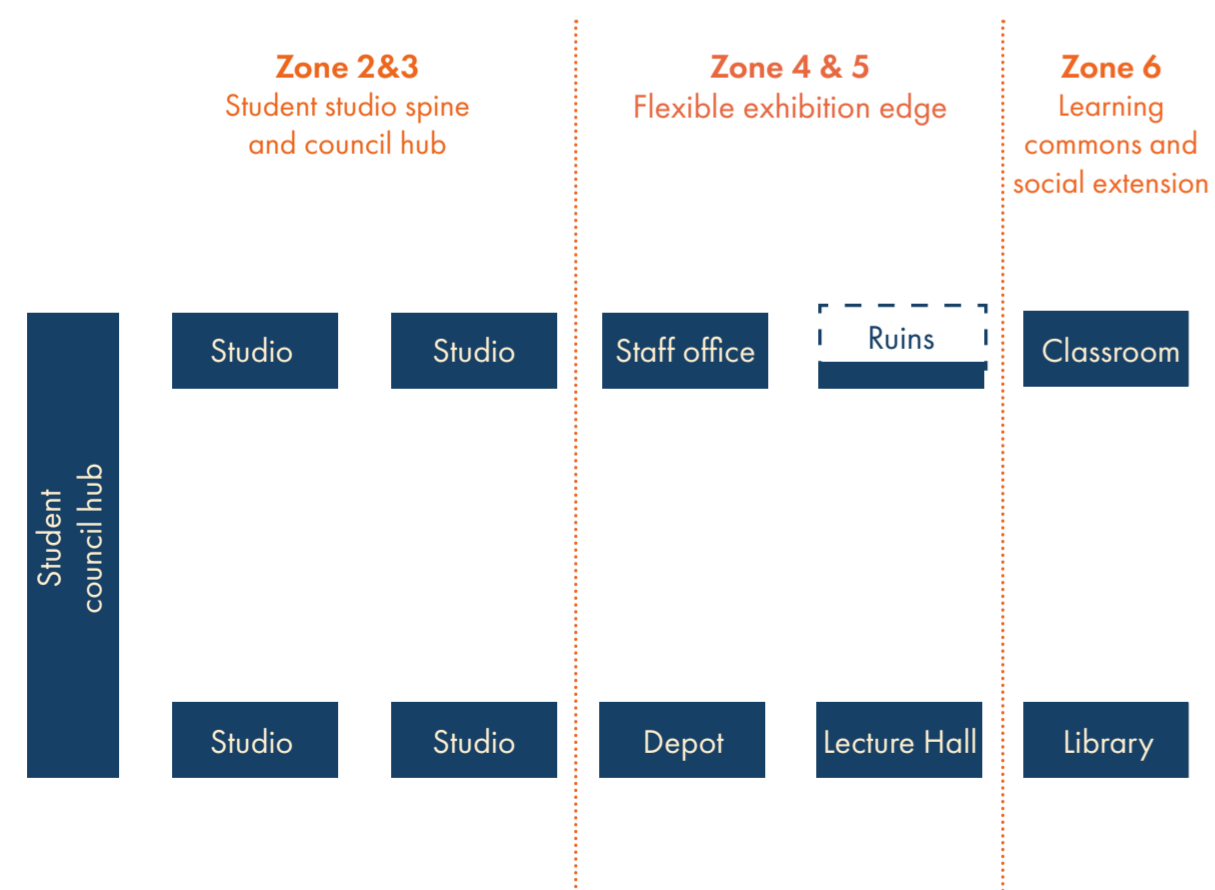 Zone 2&3
Student studio spine
and council hub
Zone 4 & 5
Flexible exhibition edge
Zone 6
Learning
commons and
social extension
Student
council hub
Studio
Studio
Staff office
Ruins
Classroom
Studio
Studio
Depot
Lecture Hall
Library